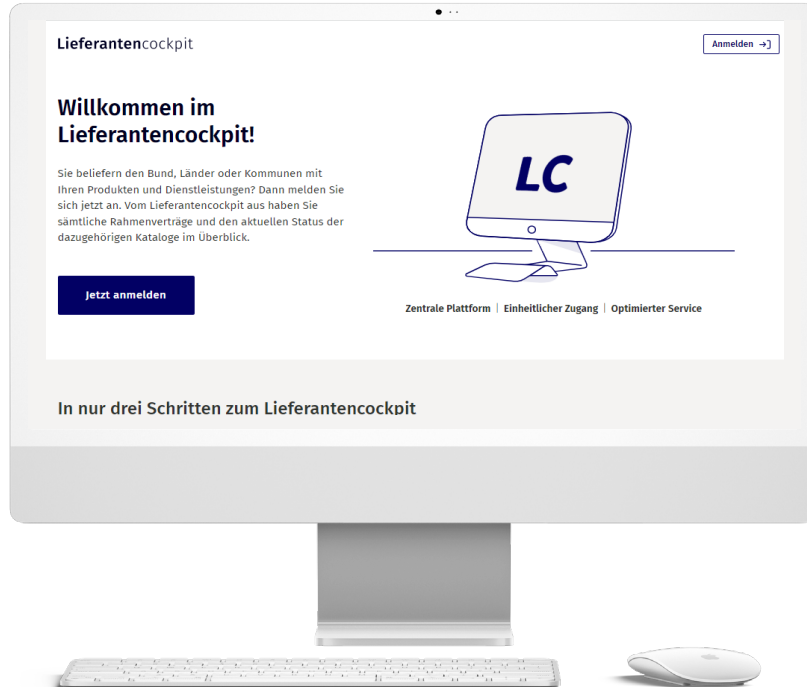 Lieferantencockpit
Anmelden
Willkommen im
Lieferantencockpit!
Sie beliefern den Bund, Länder oder Kommunen mit
Ihren Produkten und Dienstleistungen? Dann melden Sie
sich jetzt an. Vom Lieferantencockpit aus haben Sie
sämtliche Rahmenverträge und den aktuellen Status der
dazugehörigen Kataloge im Überblick.
Jetzt anmelden
LC
Zentrale Plattform | Einheitlicher Zugang | Optimierter Service
In nur drei Schritten zum Lieferantencockpit